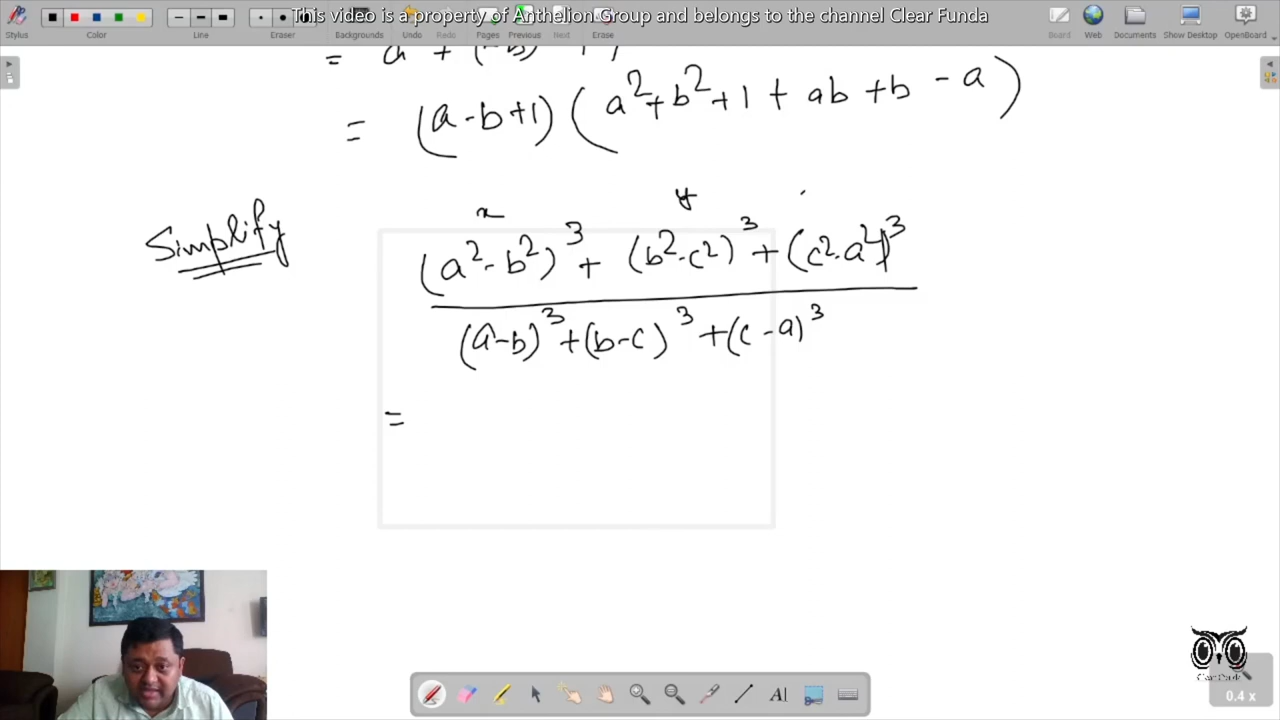 This video is a property of Anthelion Group and belongs to the channel Clear Funda
Stylus Color Line Eraser Backgrounds Undo Redo Pages Previous Next Erase Board Web Documents Show Desktop OpenBoard
= (a-b+1)(a²+b²+1+ab+b-a)
Simplify
x y
(a²-b²)³+(b²-c²)³+(c²-a²)³
(a-b)³+(b-c)³+(c-a)³
=
0.4 x